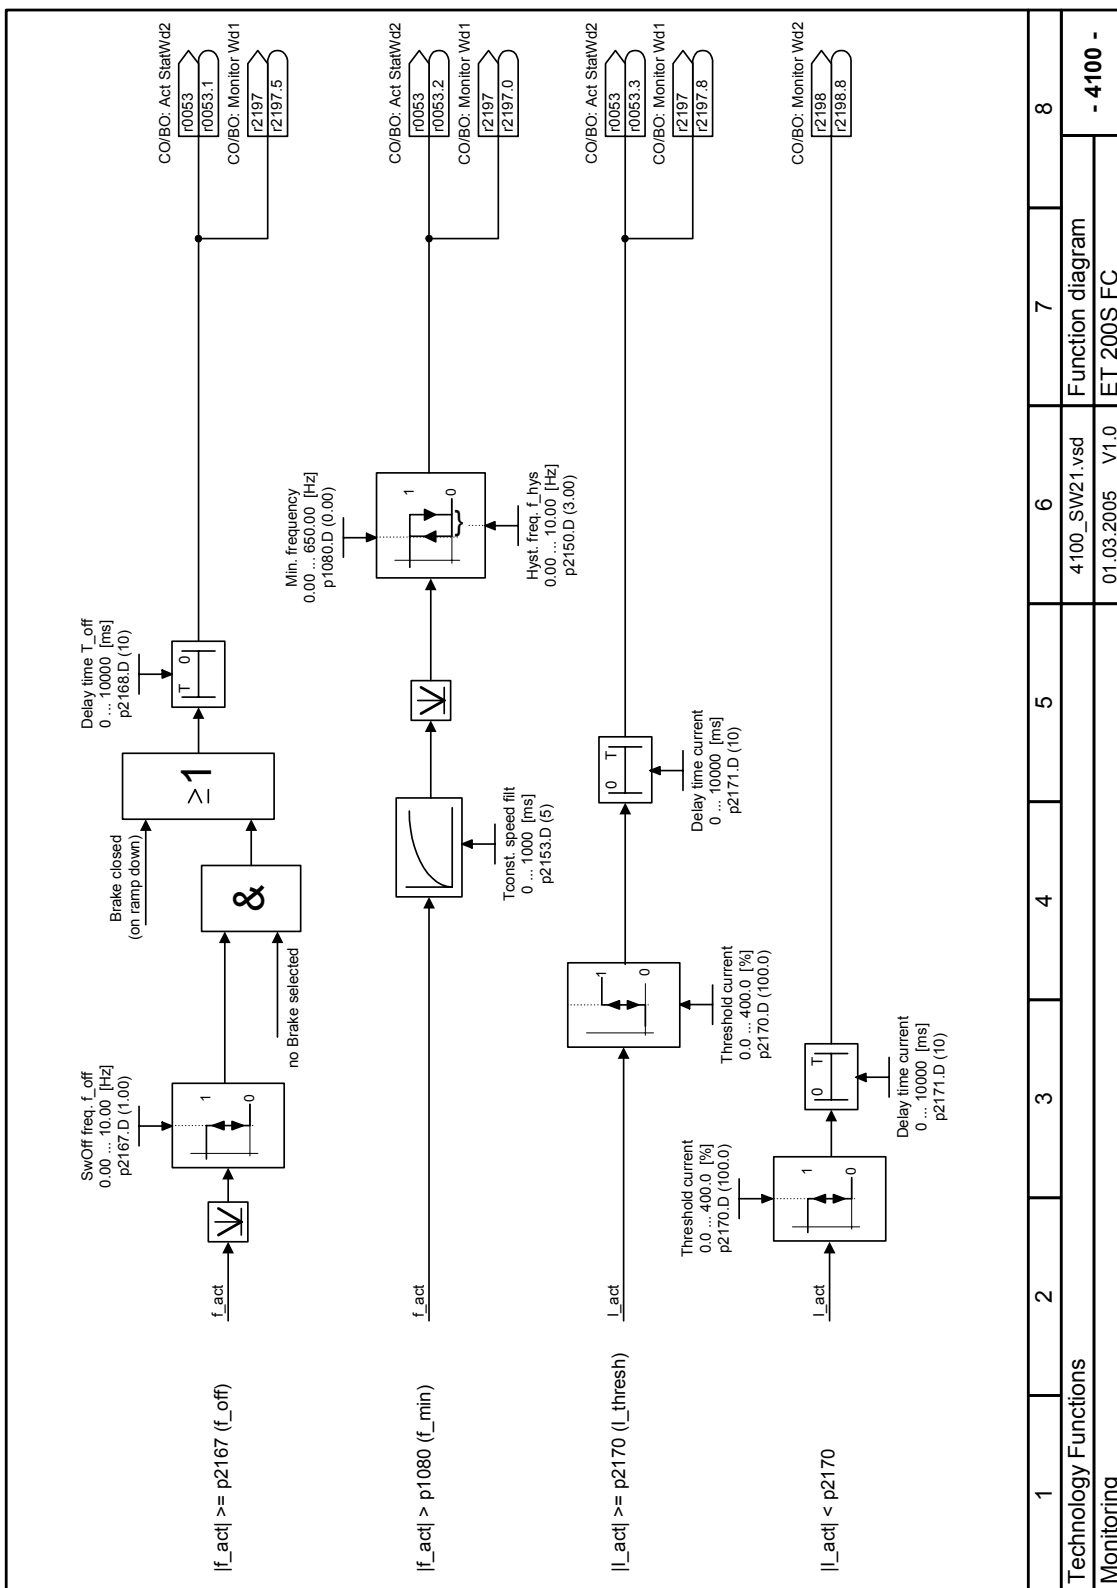 |f_act| >= p2167 (f_off)
f_act
SwOff freq. f_off
0.00 ... 10.00 [Hz]
p2167.D (1.00)
1
0
no Brake selected
&
Brake closed
(on ramp down)
≥1
Delay time T_off
0 ... 10000 [ms]
p2168.D (10)
T 0
CO/BO: Act StatWd2
r0053
r0053.1
CO/BO: Monitor Wd1
r2197
r2197.5
|f_act| > p1080 (f_min)
f_act
Tconst. speed filt
0 ... 1000 [ms]
p2153.D (5)
Min. frequency
0.00 ... 650.00 [Hz]
p1080.D (0.00)
1
0
}
Hyst. freq. f_hys
0.00 ... 10.00 [Hz]
p2150.D (3.00)
CO/BO: Act StatWd2
r0053
r0053.2
CO/BO: Monitor Wd1
r2197
r2197.0
|I_act| >= p2170 (I_thresh)
I_act
1
0
Threshold current
0.0 ... 400.0 [%]
p2170.D (100.0)
0 T
Delay time current
0 ... 10000 [ms]
p2171.D (10)
CO/BO: Act StatWd2
r0053
r0053.3
CO/BO: Monitor Wd1
r2197
r2197.8
|I_act| < p2170
I_act
Threshold current
0.0 ... 400.0 [%]
p2170.D (100.0)
1
0
0 T
Delay time current
0 ... 10000 [ms]
p2171.D (10)
CO/BO: Monitor Wd2
r2198
r2198.8
1 2 3 4 5 6 7 8
Technology Functions 4100_SW21.vsd Function diagram - 4100 -
Monitoring 01.03.2005 V1.0 ET 200S FC